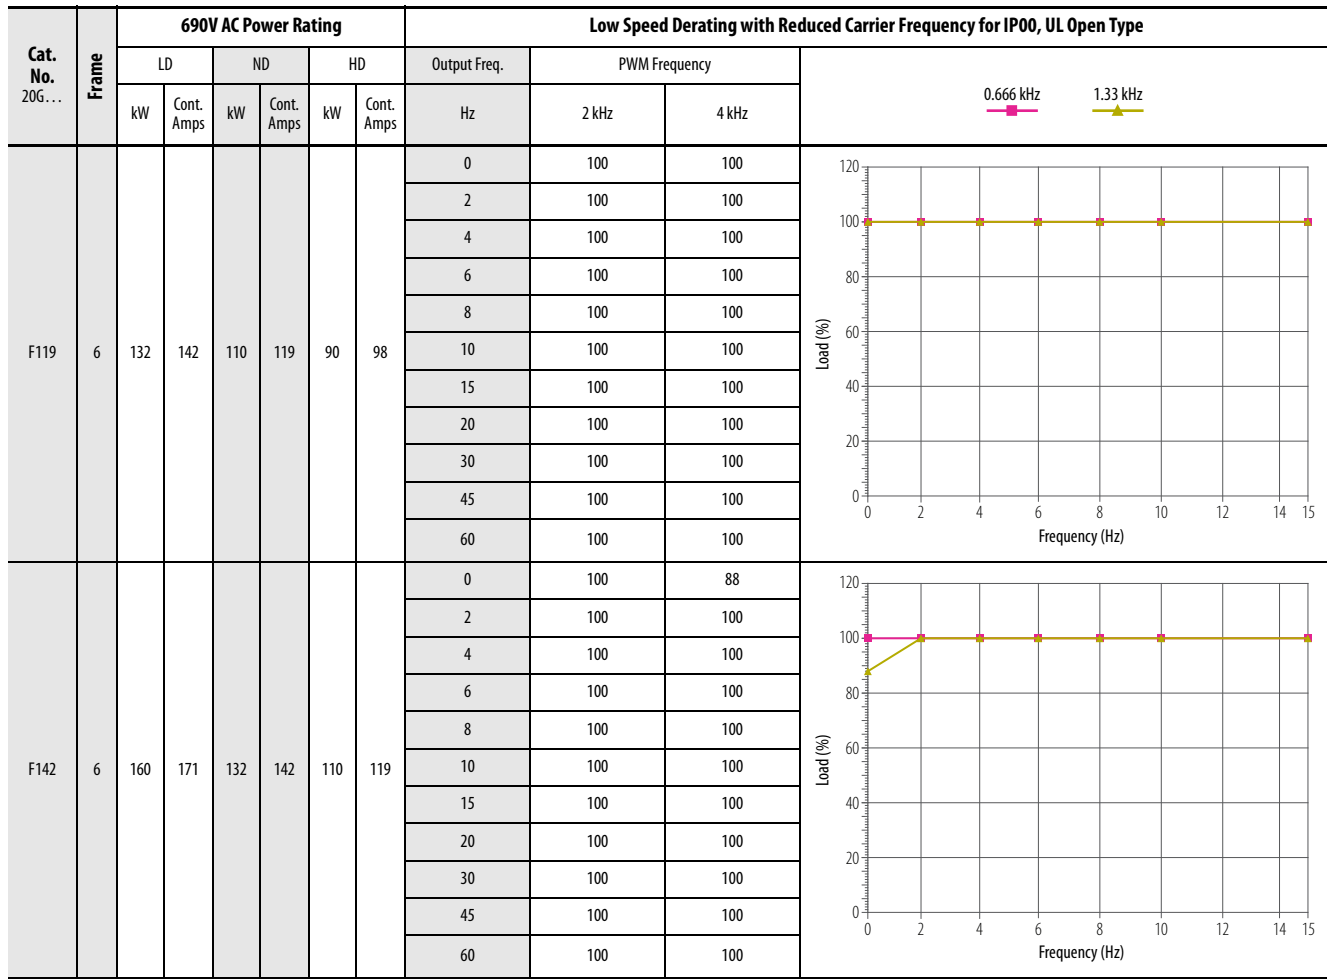 690V AC Power Rating
Low Speed Derating with Reduced Carrier Frequency for IP00, UL Open Type
Cat. No. 20G…
Frame
LD ND HD
Output Freq.
PWM Frequency
kW Cont. Amps kW Cont. Amps kW Cont. Amps
Hz 2 kHz 4 kHz
0.666 kHz 1.33 kHz
F119 6 132 142 110 119 90 98
0 100 100
2 100 100
4 100 100
6 100 100
8 100 100
10 100 100
15 100 100
20 100 100
30 100 100
45 100 100
60 100 100
120
100
80
60
40
20
0
Load (%)
0 2 4 6 8 10 12 14 15
Frequency (Hz)
F142 6 160 171 132 142 110 119
0 100 88
2 100 100
4 100 100
6 100 100
8 100 100
10 100 100
15 100 100
20 100 100
30 100 100
45 100 100
60 100 100
120
100
80
60
40
20
0
Load (%)
0 2 4 6 8 10 12 14 15
Frequency (Hz)